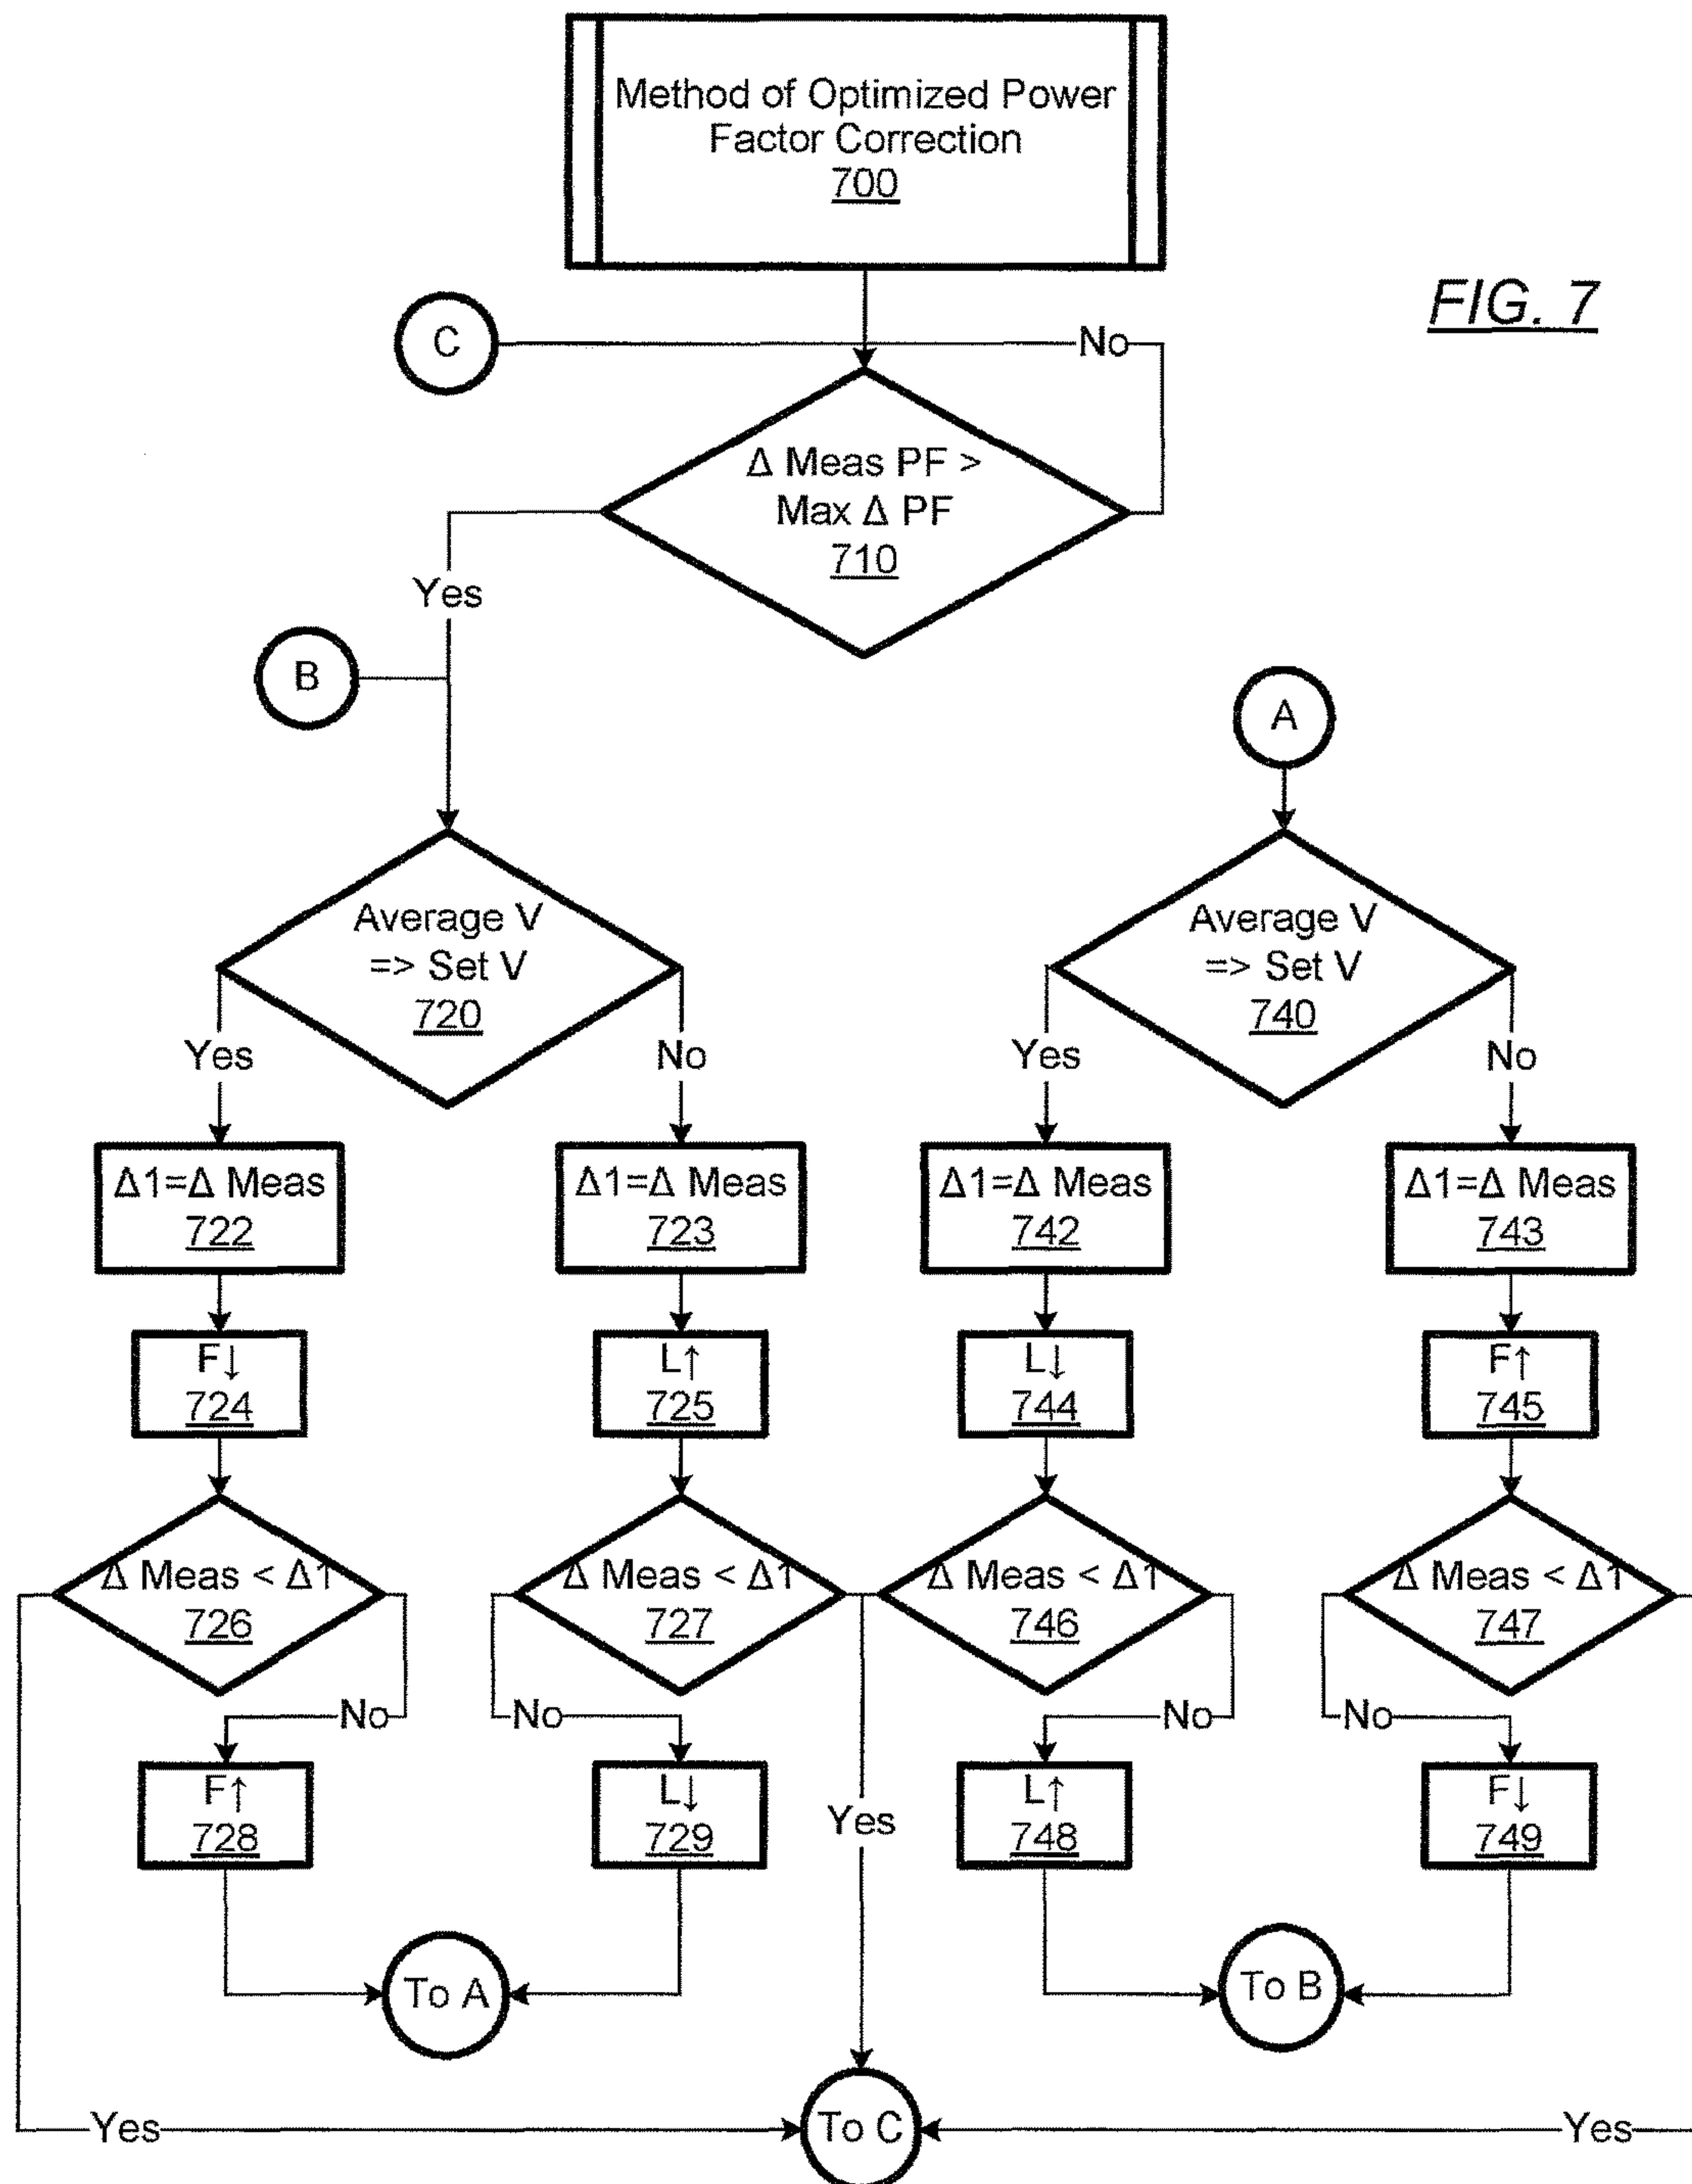 Method of Optimized Power
Factor Correction
700
FIG. 7
C
No
Δ Meas PF >
Max Δ PF
710
Yes
B
A
Average V
=> Set V
720
Average V
=> Set V
740
Yes
No
Yes
No
Δ1=Δ Meas
722
Δ1=Δ Meas
723
Δ1=Δ Meas
742
Δ1=Δ Meas
743
F↓
724
L↑
725
L↓
744
F↑
745
Δ Meas < Δ1
726
Δ Meas < Δ1
727
Δ Meas < Δ1
746
Δ Meas < Δ1
747
No
No
No
No
F↑
728
L↓
729
Yes
L↑
748
F↓
749
To A
To B
Yes
To C
Yes